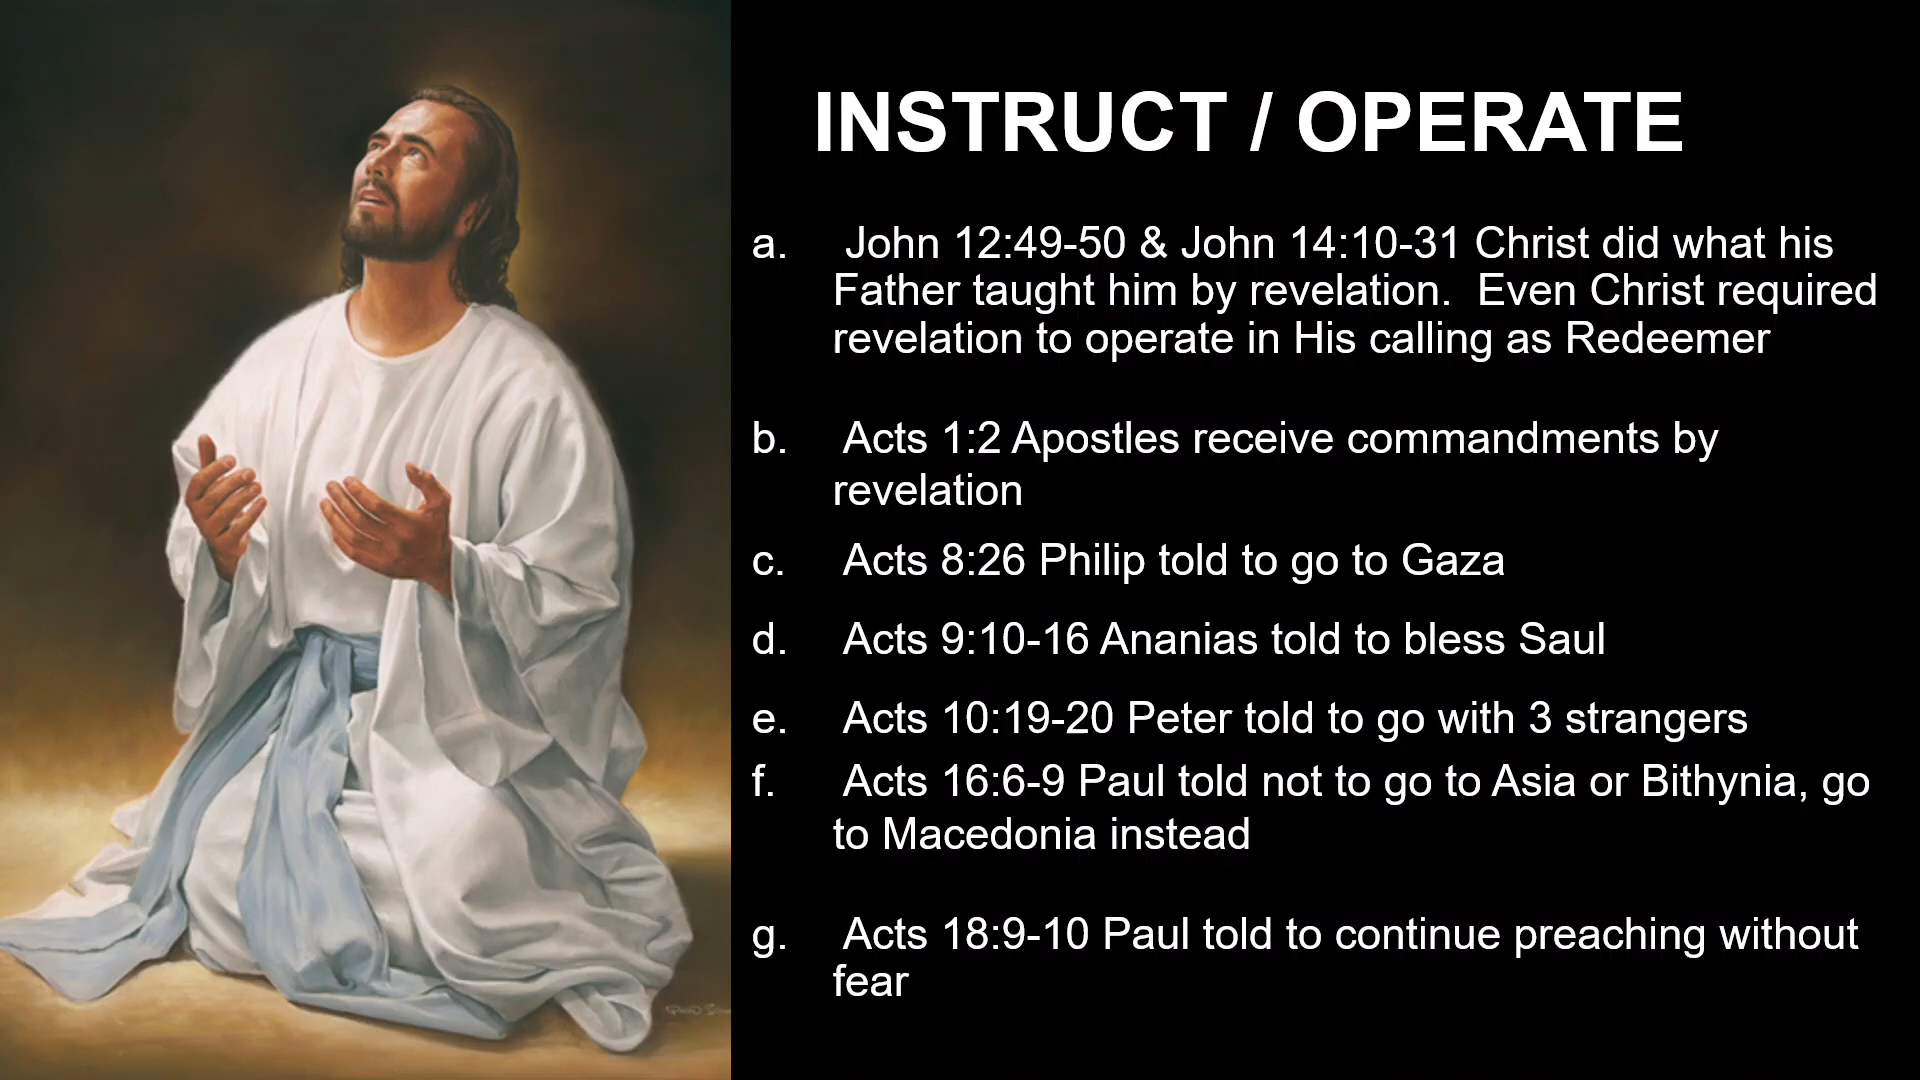 INSTRUCT / OPERATE
a. John 12:49-50 & John 14:10-31 Christ did what his
Father taught him by revelation. Even Christ required
revelation to operate in His calling as Redeemer
b. Acts 1:2 Apostles receive commandments by
revelation
c. Acts 8:26 Philip told to go to Gaza
d. Acts 9:10-16 Ananias told to bless Saul
e. Acts 10:19-20 Peter told to go with 3 strangers
f. Acts 16:6-9 Paul told not to go to Asia or Bithynia, go
to Macedonia instead
g. Acts 18:9-10 Paul told to continue preaching without
fear